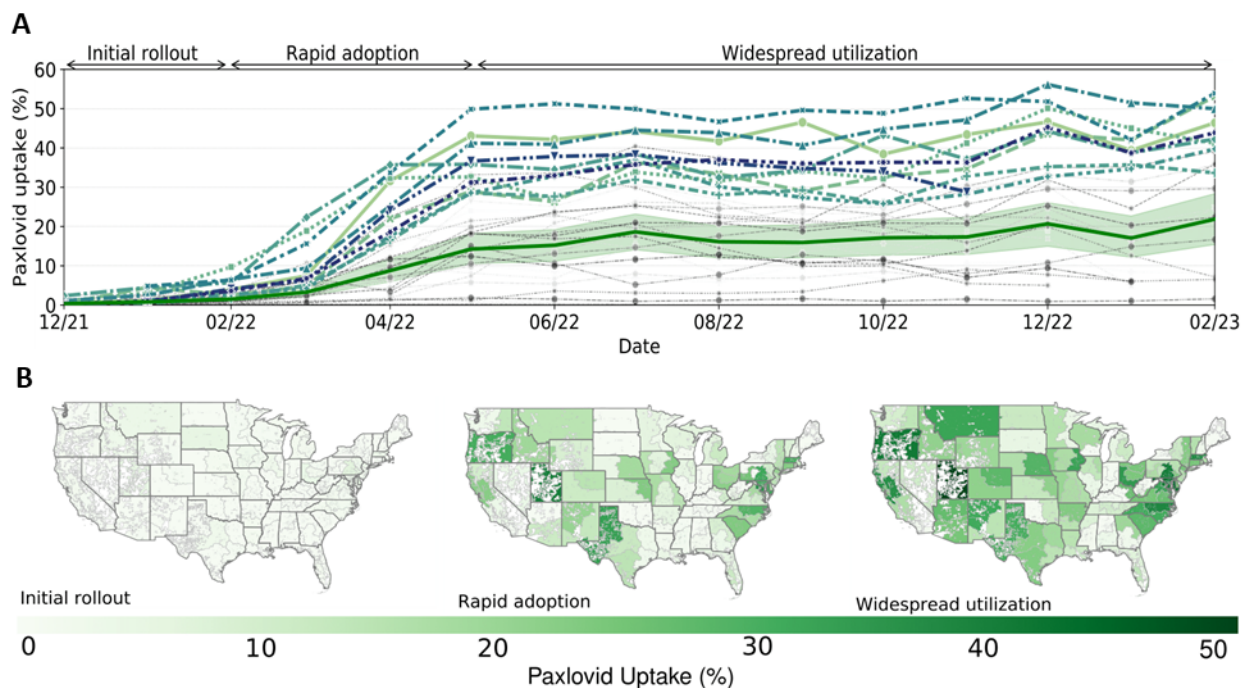 A
Initial rollout Rapid adoption Widespread utilization
Paxlovid uptake (%)
60
50
40
30
20
10
0
12/21 02/22 04/22 06/22 08/22 10/22 12/22 02/23
Date
B
Initial rollout Rapid adoption Widespread utilization
0 10 20 30 40 50
Paxlovid Uptake (%)